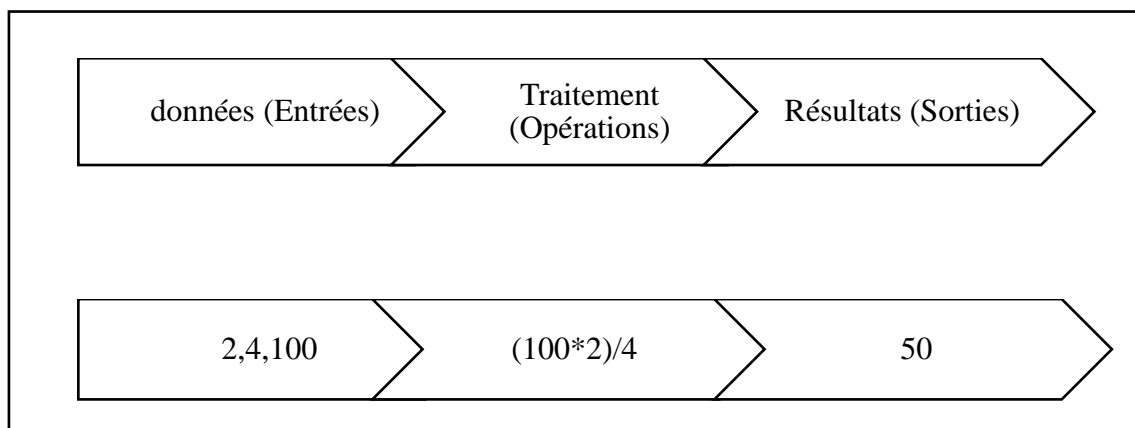 données (Entrées)
Traitement
(Opérations)
Résultats (Sorties)
2,4,100
(100*2)/4
50